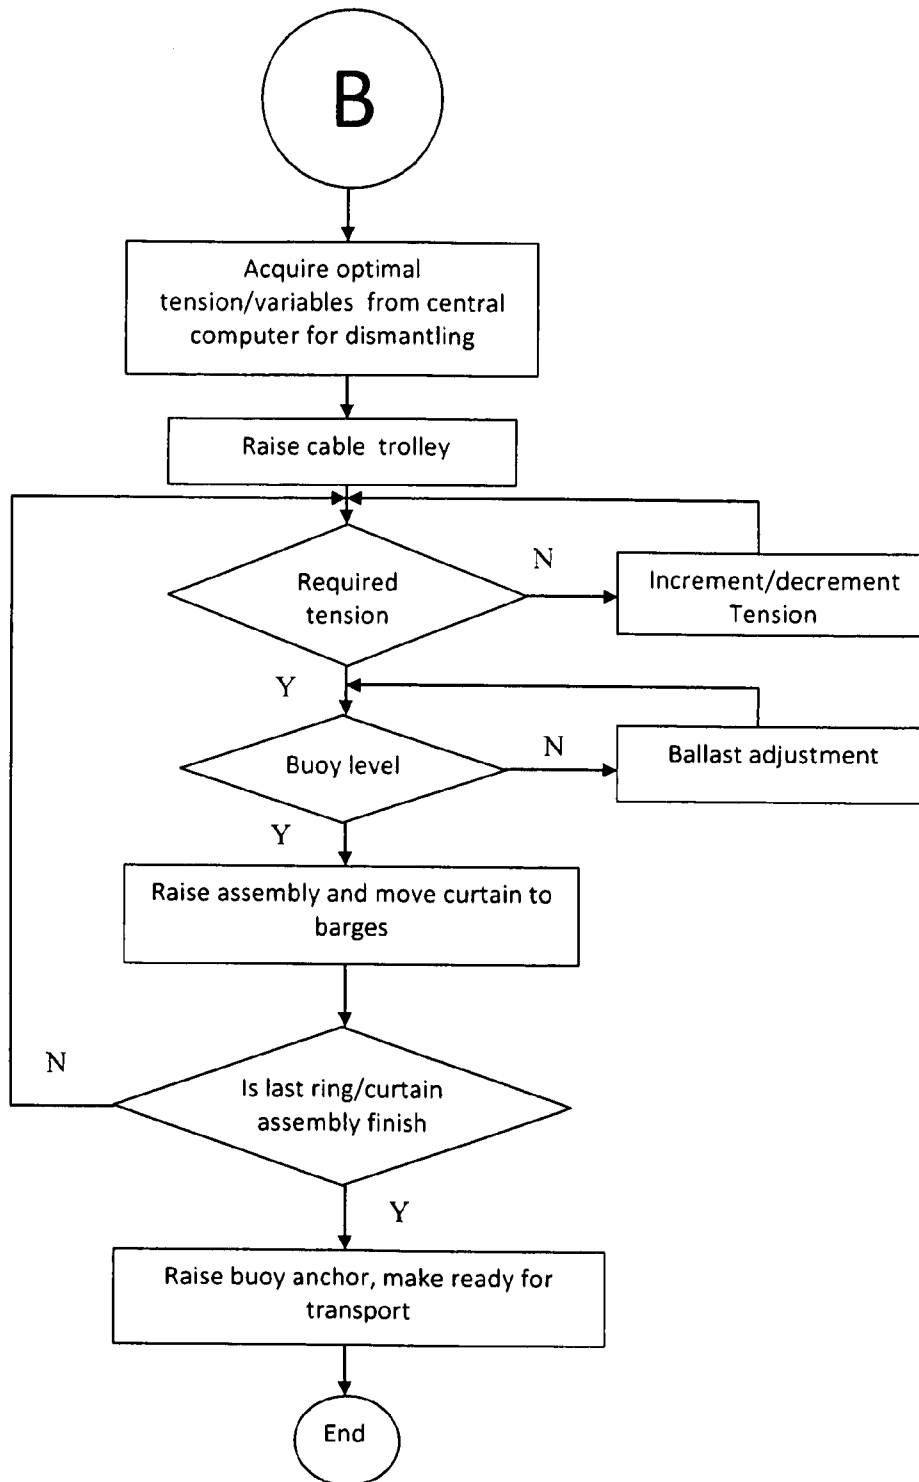 B
Acquire optimal
tension/variables from central
computer for dismantling
Raise cable trolley
Required
tension
N
Increment/decrement
Tension
Y
Buoy level
N
Ballast adjustment
Y
Raise assembly and move curtain to
barges
N
Is last ring/curtain
assembly finish
Y
Raise buoy anchor, make ready for
transport
End